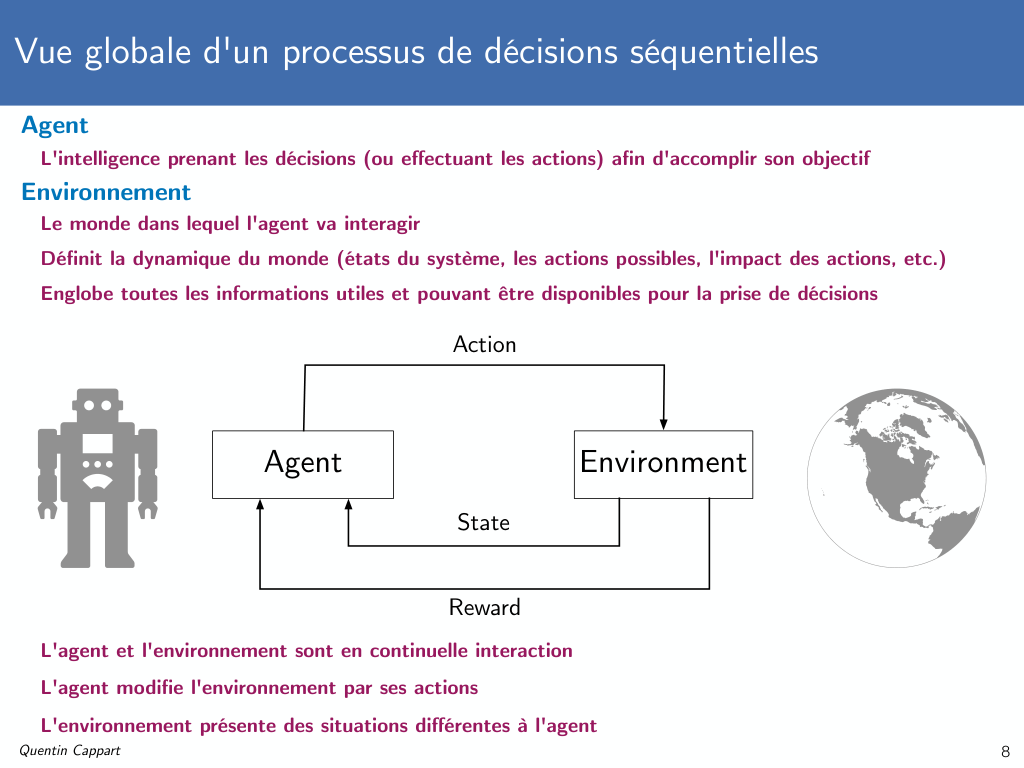 Vue globale d'un processus de décisions séquentielles
Agent
L'intelligence prenant les décisions (ou effectuant les actions) afin d'accomplir son objectif
Environnement
Le monde dans lequel l'agent va interagir
Définit la dynamique du monde (états du système, les actions possibles, l'impact des actions, etc.)
Englobe toutes les informations utiles et pouvant être disponibles pour la prise de décisions
Action
Agent
Environment
State
Reward
L'agent et l'environnement sont en continuelle interaction
L'agent modifie l'environnement par ses actions
L'environnement présente des situations différentes à l'agent
Quentin Cappart
8